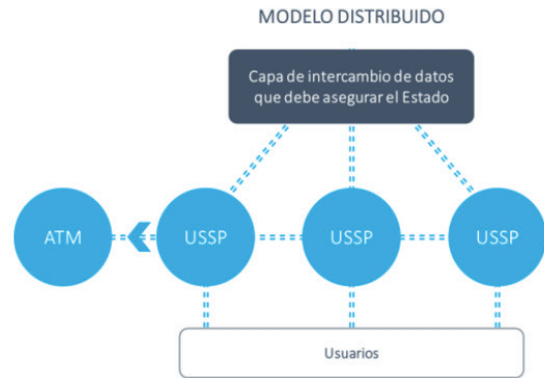 MODELO DISTRIBUIDO
Capa de intercambio de datos
que debe asegurar el Estado
ATM
USSP
USSP
USSP
Usuarios